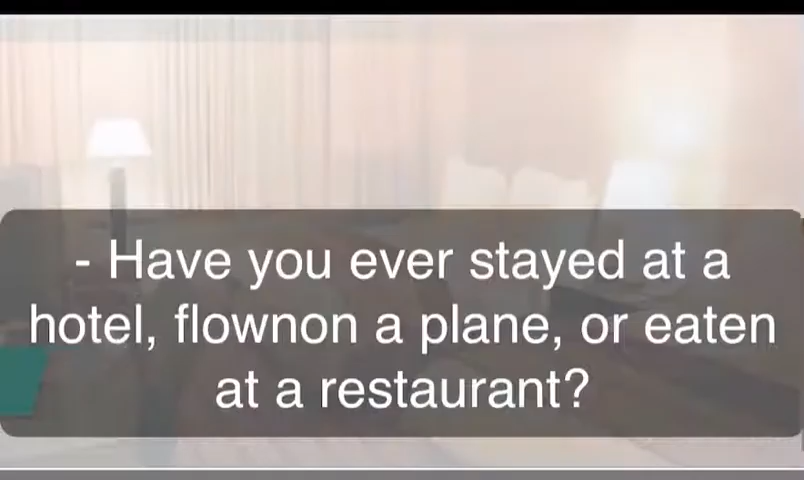 - Have you ever stayed at a
hotel, flownon a plane, or eaten
at a restaurant?